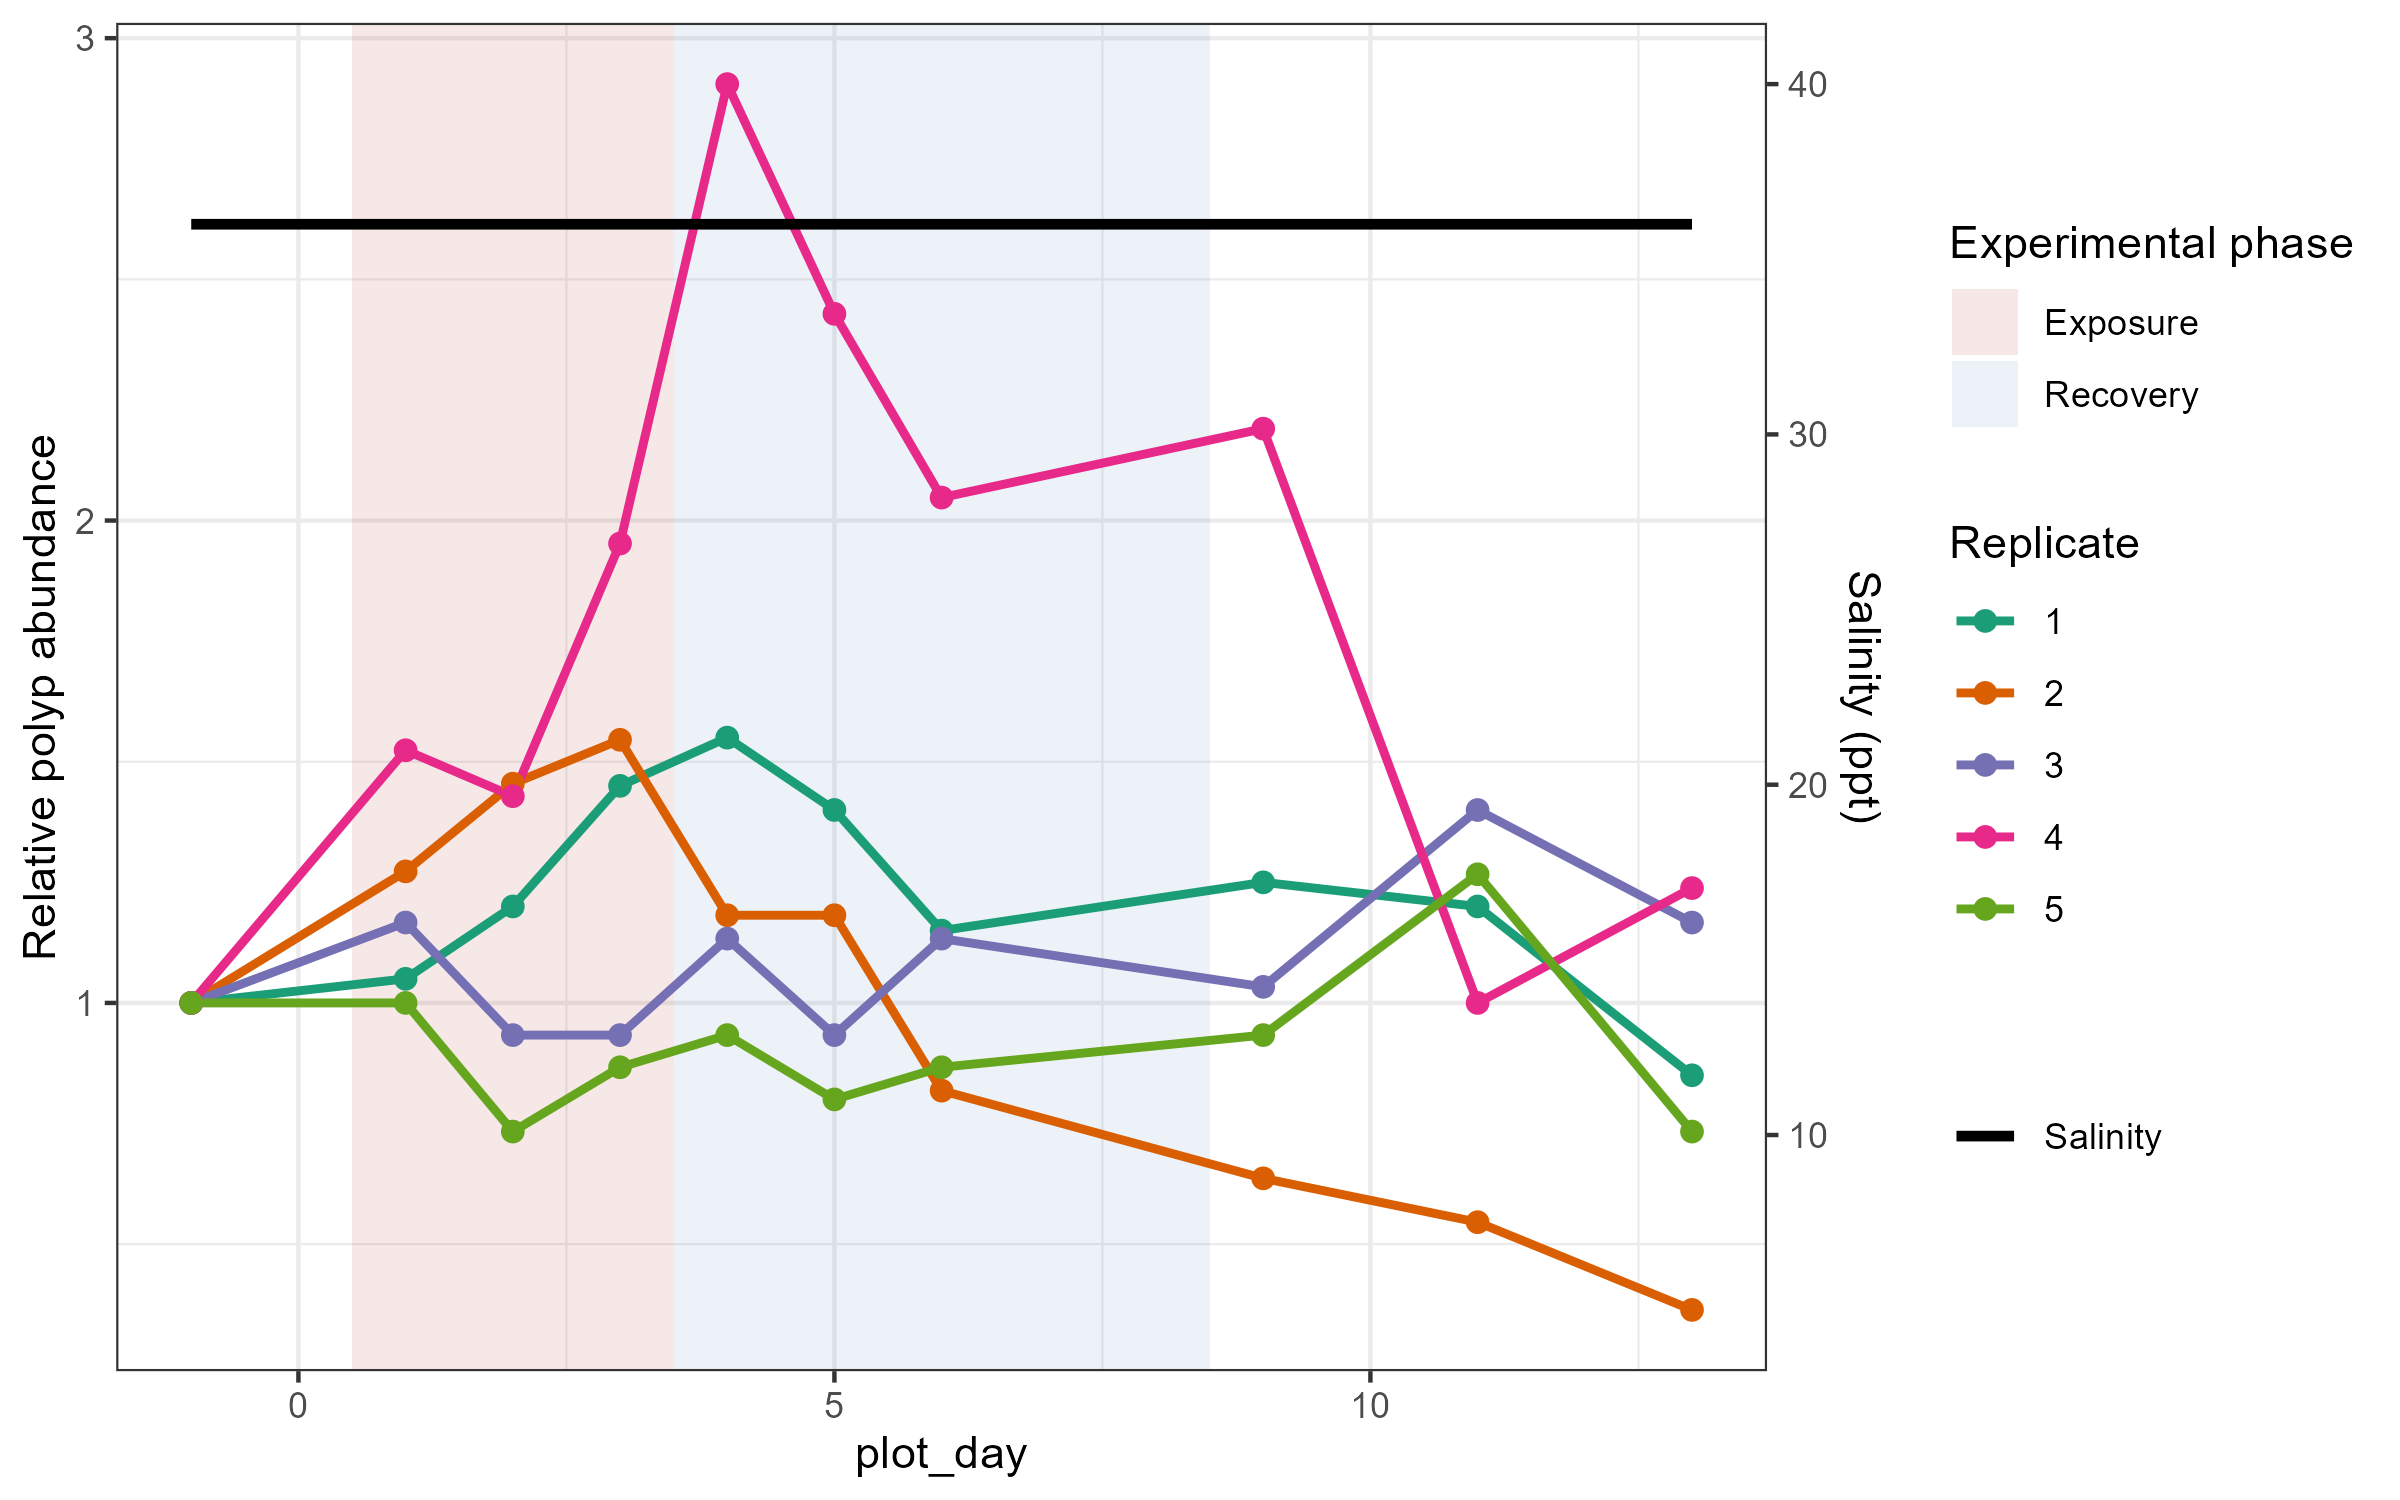 Relative polyp abundance
3
2
1
0
5
10
plot_day
40
30
20
10
Salinity (ppt)
Experimental phase
Exposure
Recovery
Replicate
1
2
3
4
5
Salinity